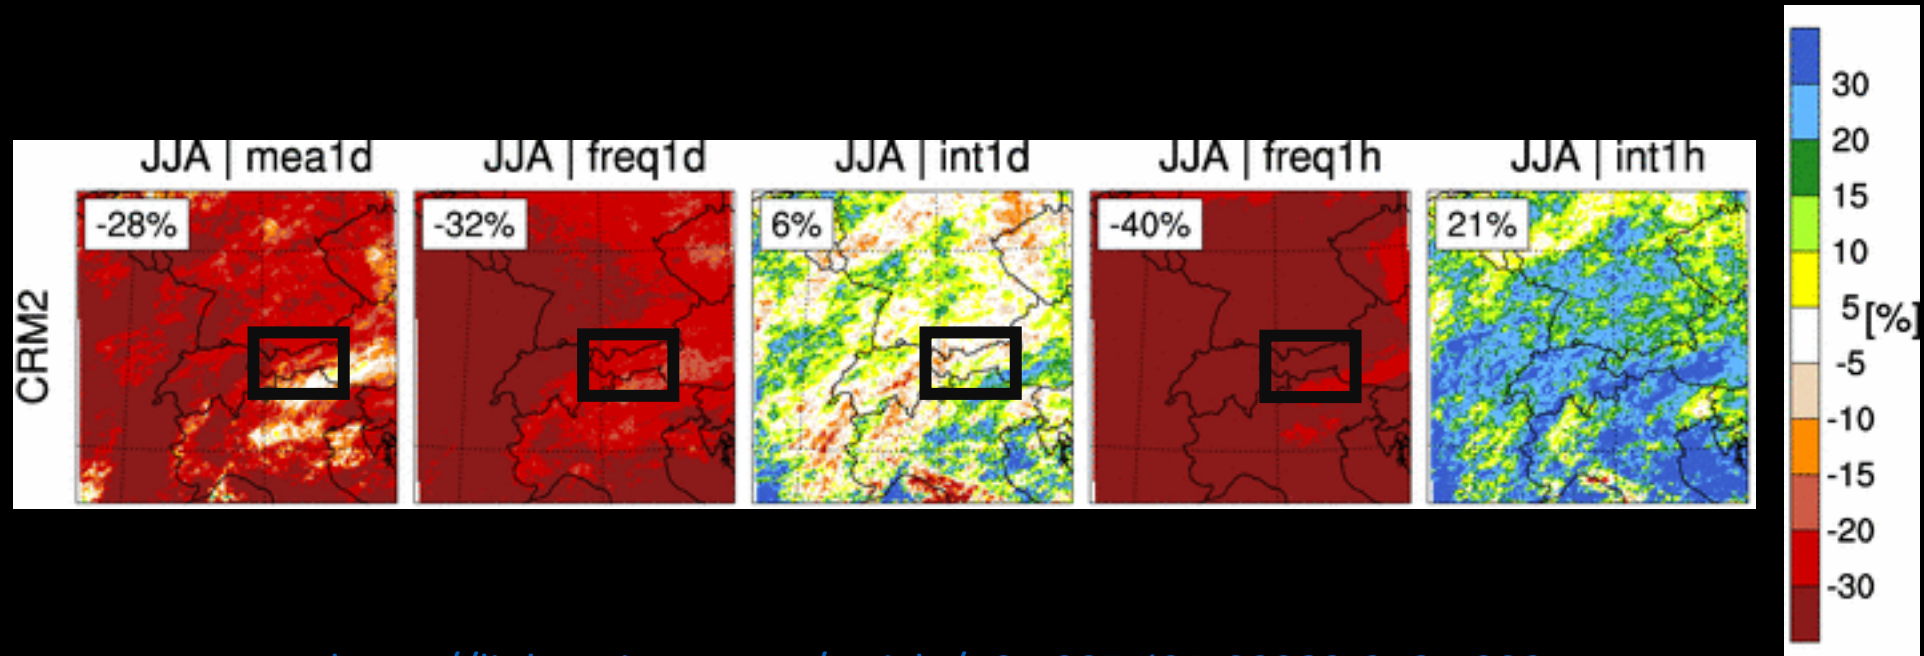 JJA | mea1d
JJA | freq1d
JJA | int1d
JJA | freq1h
JJA | int1h
-28%
-32%
6%
-40%
21%
CRM2
30
20
15
10
5
[%]
-5
-10
-15
-20
-30